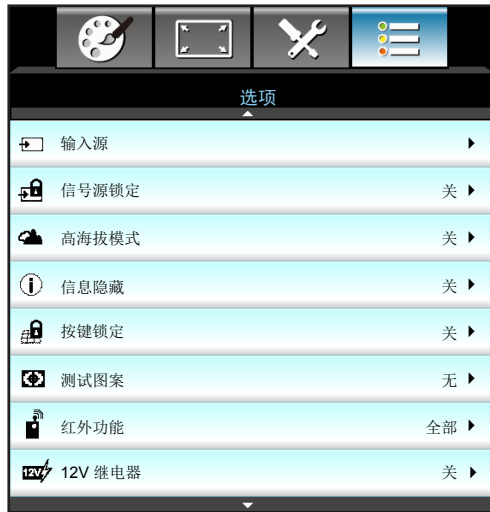 选项
输入源
信号源锁定 关
高海拔模式 关
信息隐藏 关
按键锁定 关
测试图案 无
红外功能 全部
12V 12V 继电器 关